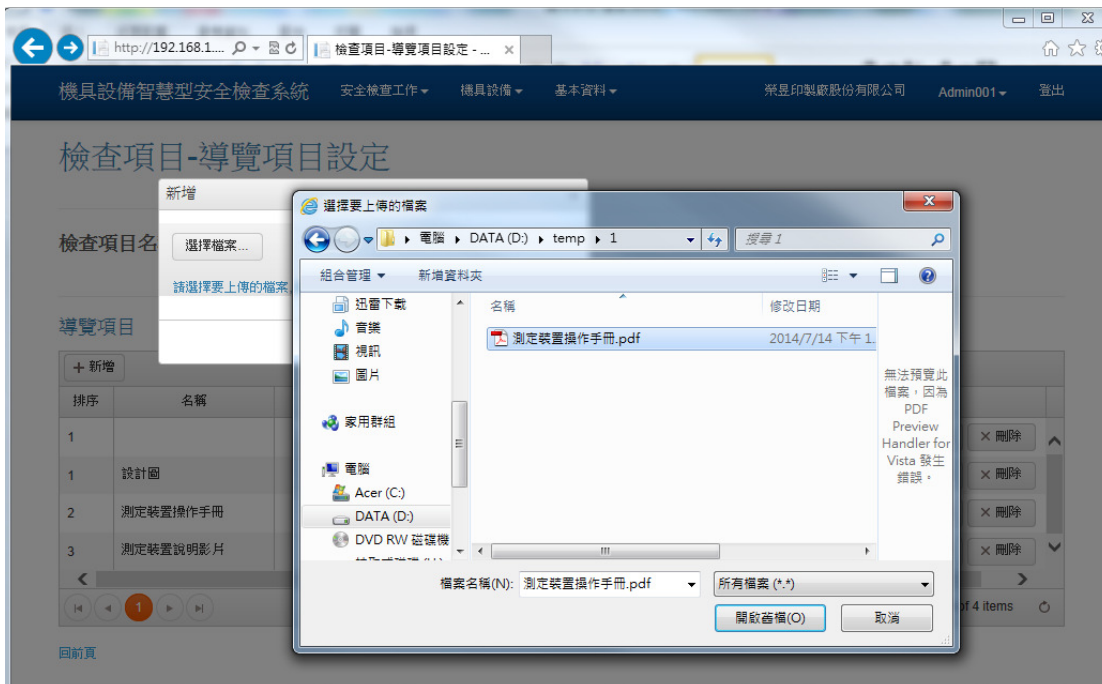 http://192.168.1....
檢查項目-導覽項目設定 - ...
機具設備智慧型安全檢查系統 安全檢查工作 機具設備 基本資料 榮昱印製廠股份有限公司 Admin001 登出
檢查項目-導覽項目設定
新增
選擇要上傳的檔案
電腦 DATA (D:) temp 1 搜尋 1
檢查項目名
選擇檔案...
請選擇要上傳的檔案
組合管理 新增資料夾
迅雷下載
音樂
視訊
圖片
家用群組
電腦
Acer (C:)
DATA (D:)
DVD RW 磁碟機
名稱 修改日期
測定裝置操作手冊.pdf 2014/7/14 下午 1...
無法預覽此
檔案，因為
PDF
Preview
Handler for
Vista 發生
錯誤。
檔案名稱(N): 測定裝置操作手冊.pdf 所有檔案 (*.*)
開啟舊檔(O) 取消
導覽項目
+ 新增
排序 名稱
1 刪除
1 設計圖 刪除
2 測定裝置操作手冊 刪除
3 測定裝置說明影片 刪除
1 of 4 items
回前頁